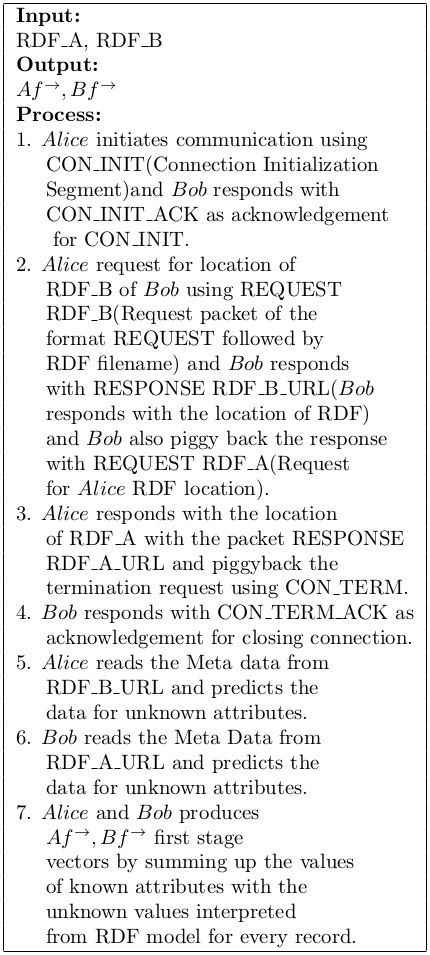 Input:
RDF_A, RDF_B
Output:
Af→, Bf→
Process:
1. Alice initiates communication using
CON_INIT(Connection Initialization
Segment)and Bob responds with
CON_INIT_ACK as acknowledgement
for CON_INIT.
2. Alice request for location of
RDF_B of Bob using REQUEST
RDF_B(Request packet of the
format REQUEST followed by
RDF filename) and Bob responds
with RESPONSE RDF_B_URL(Bob
responds with the location of RDF)
and Bob also piggy back the response
with REQUEST RDF_A(Request
for Alice RDF location).
3. Alice responds with the location
of RDF_A with the packet RESPONSE
RDF_A_URL and piggyback the
termination request using CON_TERM.
4. Bob responds with CON_TERM_ACK as
acknowledgement for closing connection.
5. Alice reads the Meta data from
RDF_B_URL and predicts the
data for unknown attributes.
6. Bob reads the Meta Data from
RDF_A_URL and predicts the
data for unknown attributes.
7. Alice and Bob produces
Af→, Bf→ first stage
vectors by summing up the values
of known attributes with the
unknown values interpreted
from RDF model for every record.